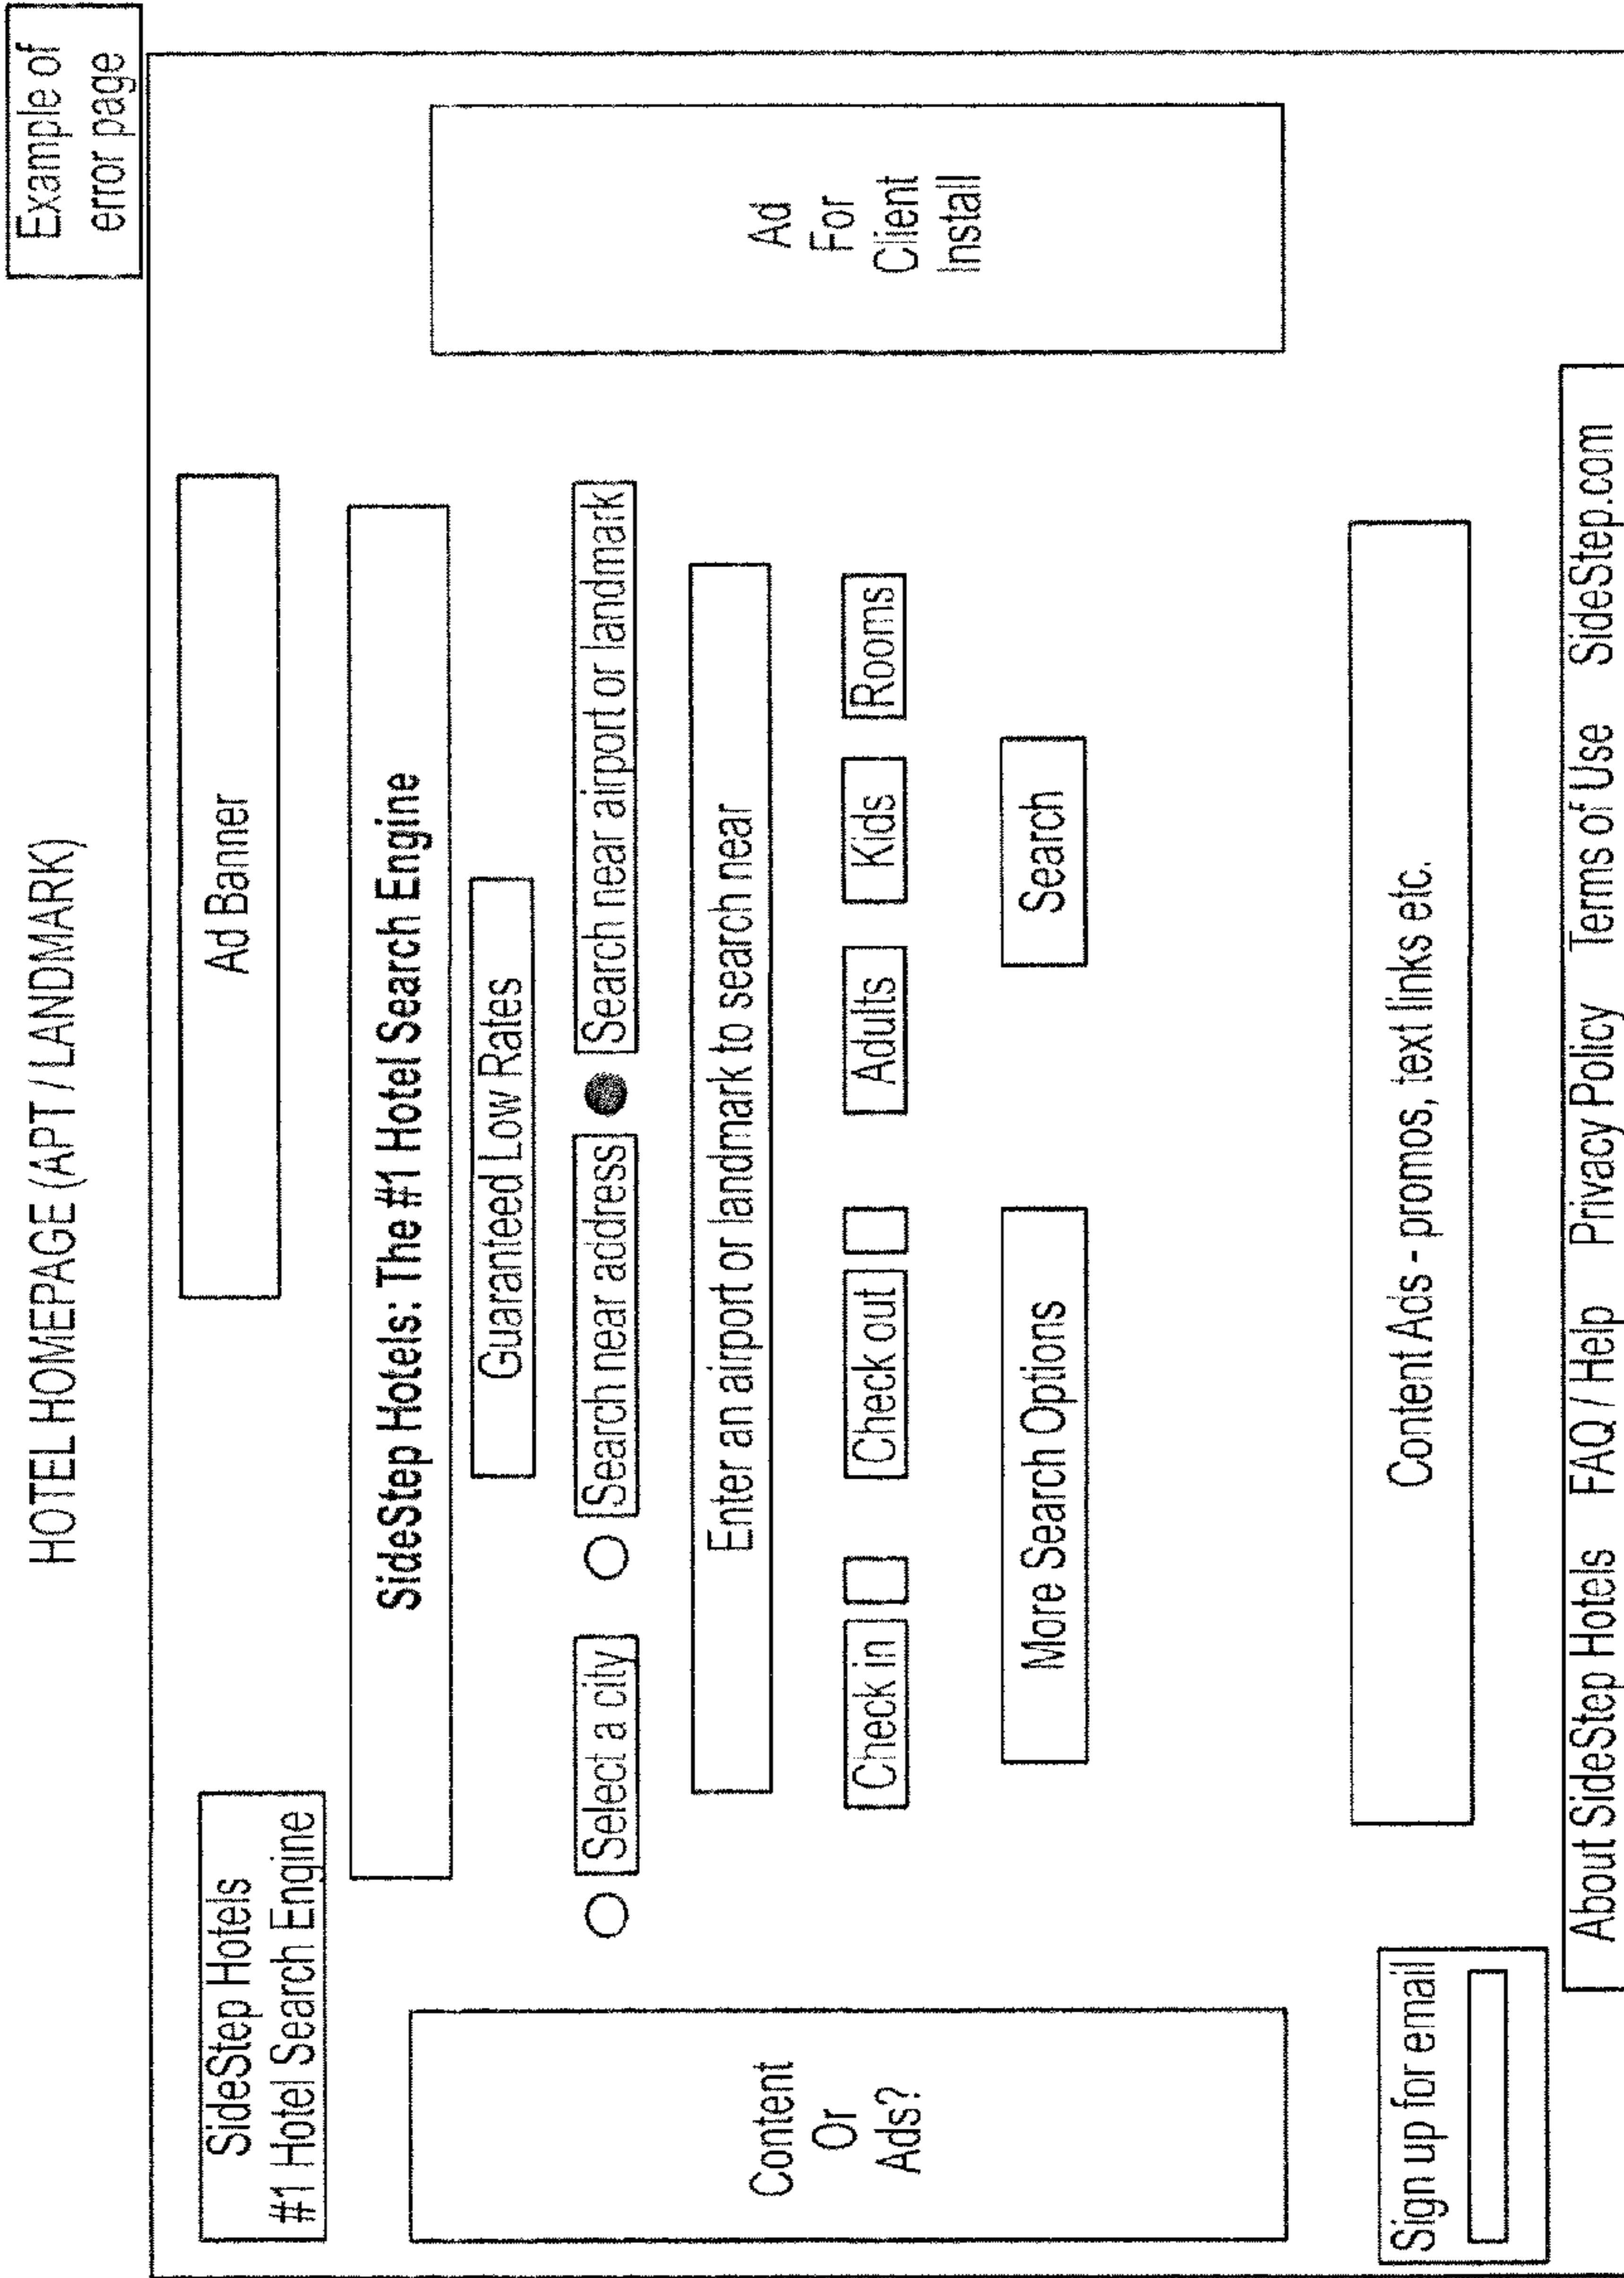 HOTEL HOMEPAGE (APT / LANDMARK)
Example of
error page
SideStep Hotels
#1 Hotel Search Engine
Ad Banner
SideStep Hotels: The #1 Hotel Search Engine
Guaranteed Low Rates
Select a city
Search near address
Search near airport or landmark
Enter an airport or landmark to search near
Check in
Check out
Adults
Kids
Rooms
More Search Options
Search
Content
Or
Ads?
Ad
For
Client
Install
Content Ads - promos, text links etc.
Sign up for email
About SideStep Hotels FAQ / Help Privacy Policy Terms of Use SideStep.com